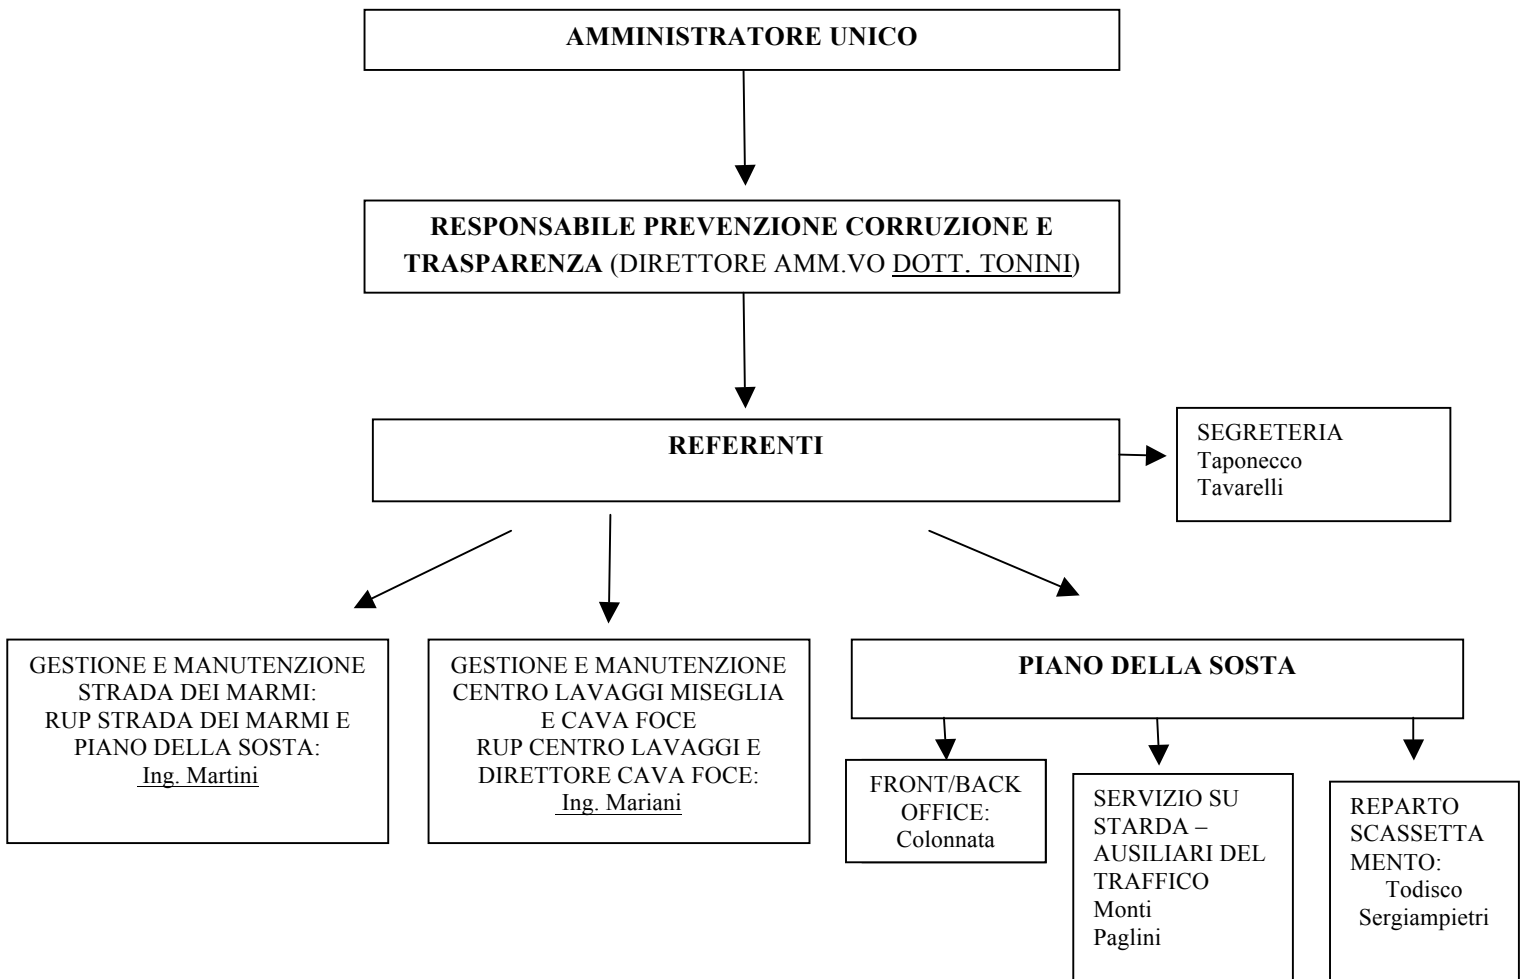 AMMINISTRATORE UNICO
RESPONSABILE PREVENZIONE CORRUZIONE E
TRASPARENZA (DIRETTORE AMM.VO DOTT. TONINI)
REFERENTI
SEGRETERIA
Taponecco
Tavarelli
GESTIONE E MANUTENZIONE
STRADA DEI MARMI:
RUP STRADA DEI MARMI E
PIANO DELLA SOSTA:
Ing. Martini
GESTIONE E MANUTENZIONE
CENTRO LAVAGGI MISEGLIA
E CAVA FOCE
RUP CENTRO LAVAGGI E
DIRETTORE CAVA FOCE:
Ing. Mariani
PIANO DELLA SOSTA
FRONT/BACK
OFFICE:
Colonnata
SERVIZIO SU
STARDA –
AUSILIARI DEL
TRAFFICO
Monti
Paglini
REPARTO
SCASSETTA
MENTO:
Todisco
Sergiampietri